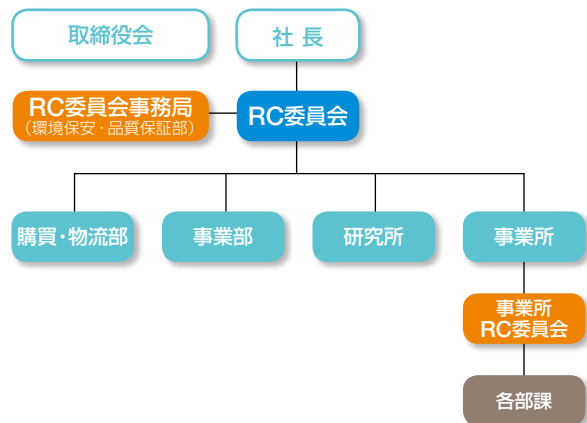 取締役会
社 長
RC委員会事務局
（環境保安・品質保証部）
RC委員会
購買・物流部
事業部
研究所
事業所
事業所
RC委員会
各部課